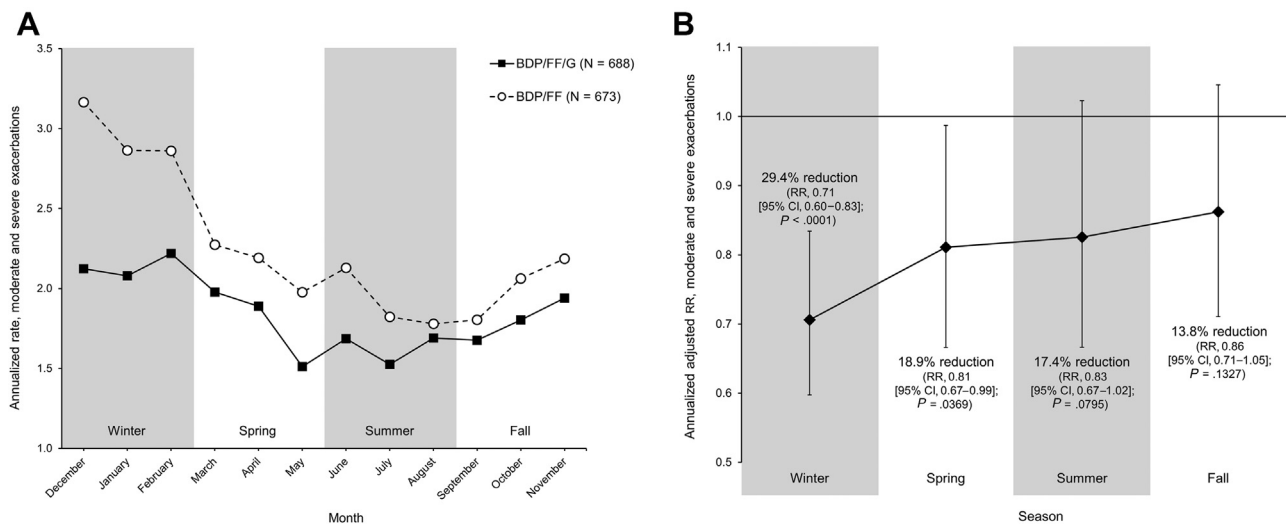 A
Annualized rate, moderate and severe exacerbations
3.5
3.0
2.5
2.0
1.5
1.0
BDP/FF/G (N = 688)
BDP/FF (N = 673)
Winter
Spring
Summer
Fall
December
January
February
March
April
May
June
July
August
September
October
November
Month
B
Annualized adjusted RR, moderate and severe exacerbations
1.1
1.0
0.9
0.8
0.7
0.6
0.5
29.4% reduction
(RR, 0.71
[95% CI, 0.60–0.83];
P < .0001)
18.9% reduction
(RR, 0.81
[95% CI, 0.67–0.99];
P = .0369)
17.4% reduction
(RR, 0.83
[95% CI, 0.67–1.02];
P = .0795)
13.8% reduction
(RR, 0.86
[95% CI, 0.71–1.05];
P = .1327)
Winter
Spring
Summer
Fall
Season